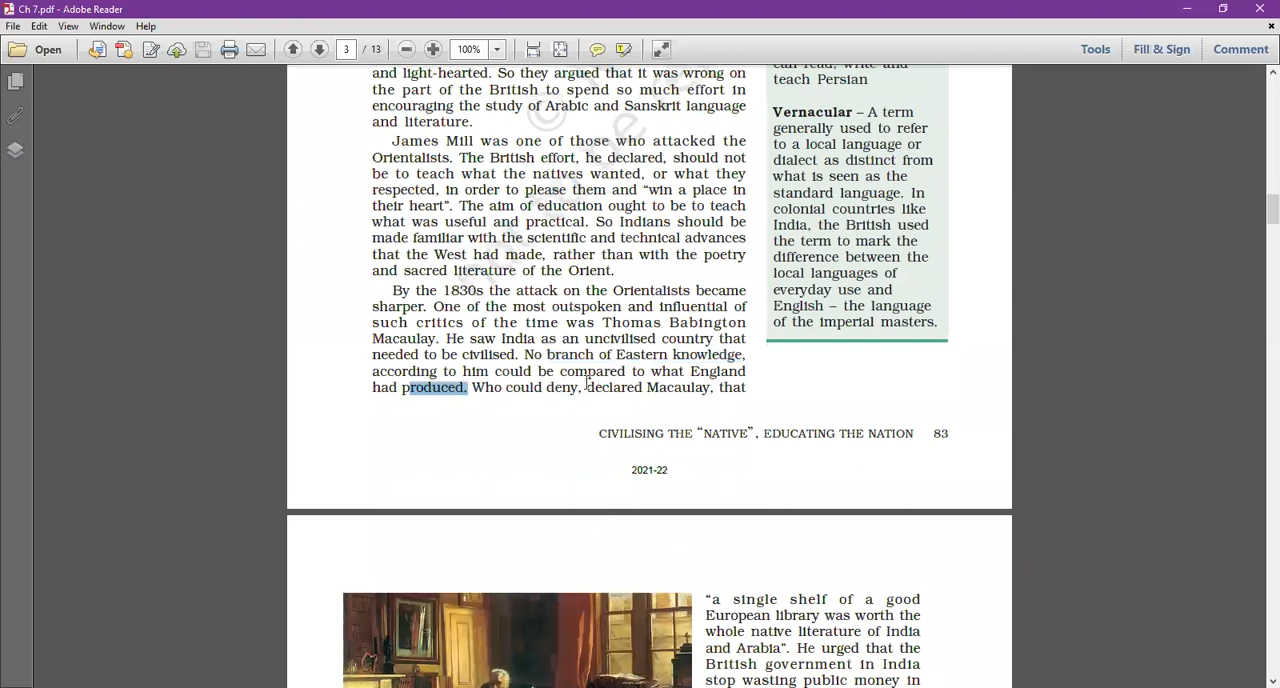 Ch 7.pdf - Adobe Reader
File Edit View Window Help
Open 3 / 13 100% Tools Fill & Sign Comment
and light-hearted. So they argued that it was wrong on
the part of the British to spend so much effort in
encouraging the study of Arabic and Sanskrit language
and literature.
James Mill was one of those who attacked the
Orientalists. The British effort, he declared, should not
be to teach what the natives wanted, or what they
respected, in order to please them and “win a place in
their heart”. The aim of education ought to be to teach
what was useful and practical. So Indians should be
made familiar with the scientific and technical advances
that the West had made, rather than with the poetry
and sacred literature of the Orient.
By the 1830s the attack on the Orientalists became
sharper. One of the most outspoken and influential of
such critics of the time was Thomas Babington
Macaulay. He saw India as an uncivilised country that
needed to be civilised. No branch of Eastern knowledge,
according to him could be compared to what England
had produced. Who could deny, declared Macaulay, that
can read, write and
teach Persian
Vernacular – A term
generally used to refer
to a local language or
dialect as distinct from
what is seen as the
standard language. In
colonial countries like
India, the British used
the term to mark the
difference between the
local languages of
everyday use and
English – the language
of the imperial masters.
CIVILISING THE “NATIVE”, EDUCATING THE NATION 83
2021-22
“a single shelf of a good
European library was worth the
whole native literature of India
and Arabia”. He urged that the
British government in India
stop wasting public money in